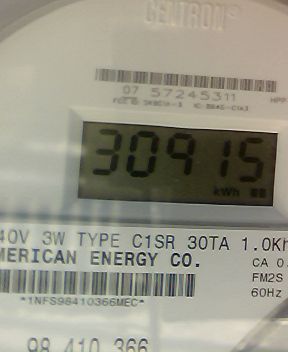 CENTRON®
07 57245311
30915
kWh
40V 3W TYPE C1SR 30TA 1.0Kh
MERICAN ENERGY CO.
CA 0.
FM2S
*1NFS98410366MEC*
60Hz
98 410 366